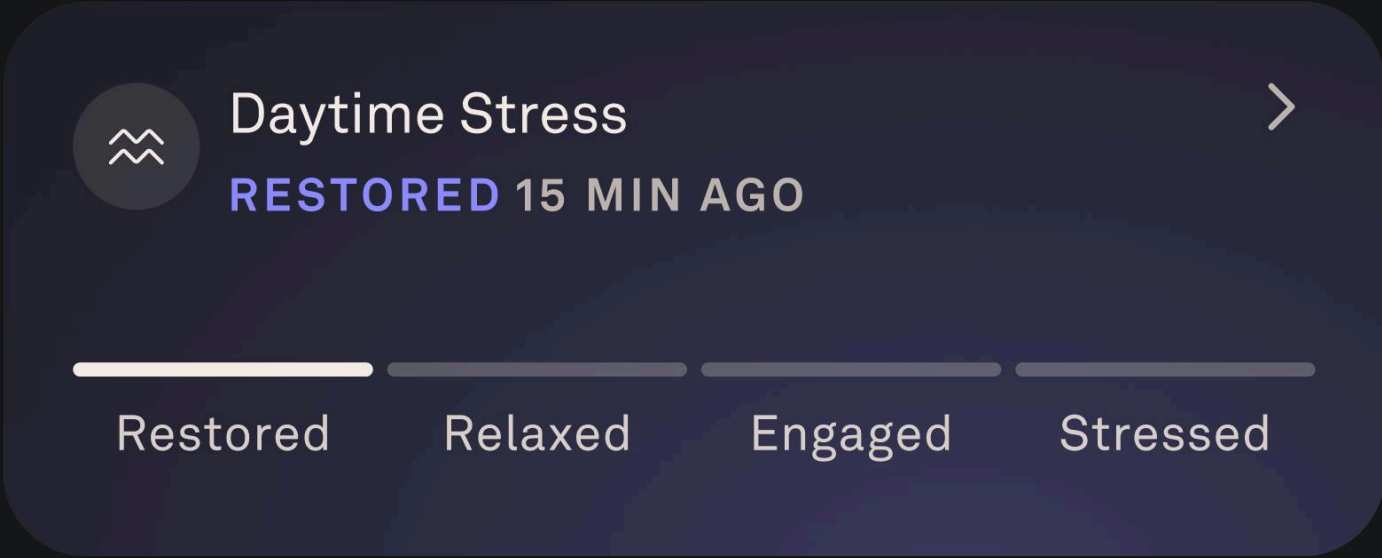 Daytime Stress
RESTORED 15 MIN AGO
Restored Relaxed Engaged Stressed